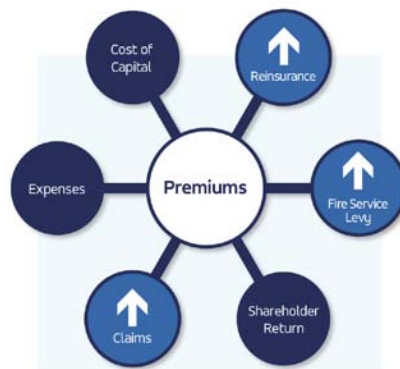 Cost of
Capital
Reinsurance
Expenses
Premiums
Fire Service
Levy
Claims
Shareholder
Return